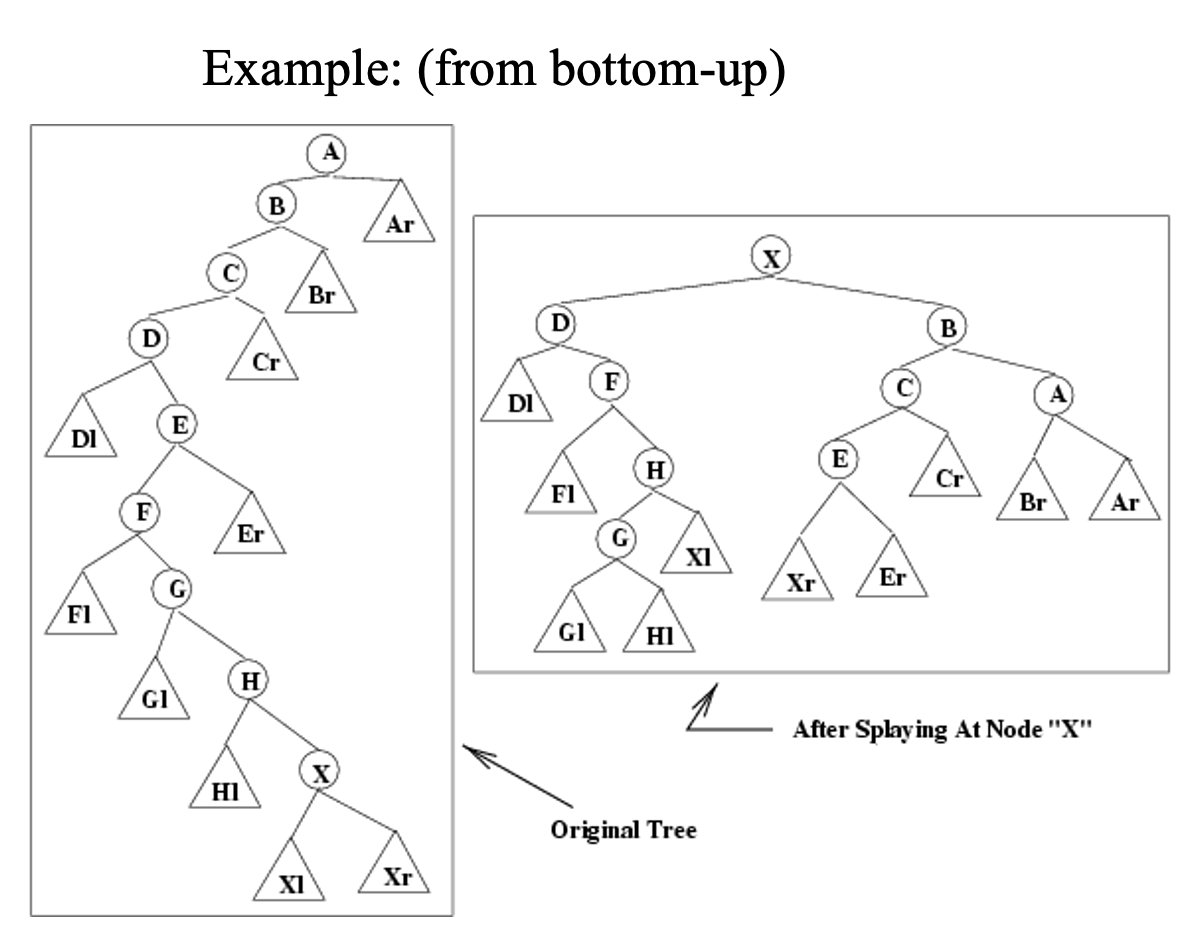 Example: (from bottom-up)
A
B
Ar
C
Br
D
Cr
Dl
E
F
Er
Fl
G
Gl
H
Hl
X
Xl
Xr
X
D
B
Dl
F
C
A
Fl
H
E
Cr
Br
Ar
G
Xl
Xr
Er
Gl
Hl
After Splaying At Node "X"
Original Tree